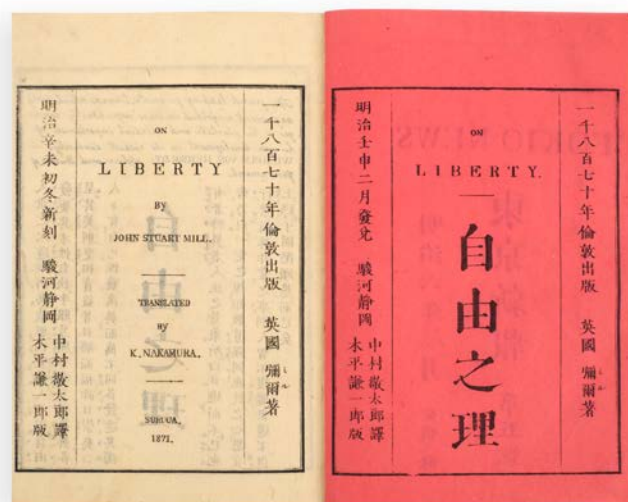 一千八百七十年倫敦出版 英國 彌爾著
ミル
ON
LIBERTY.
自由之理
明治壬申二月發兌 駿河静岡
中村敬太郎譯
木平謙一郎版
一千八百七十年倫敦出版 英國 彌爾著
ミル
ON
LIBERTY
BY
JOHN STUART MILL.
TRANSLATED
BY
K. NAKAMURA.
SURUGA,
1871.
明治辛未初冬新刻 駿河静岡
中村敬太郎譯
木平謙一郎版